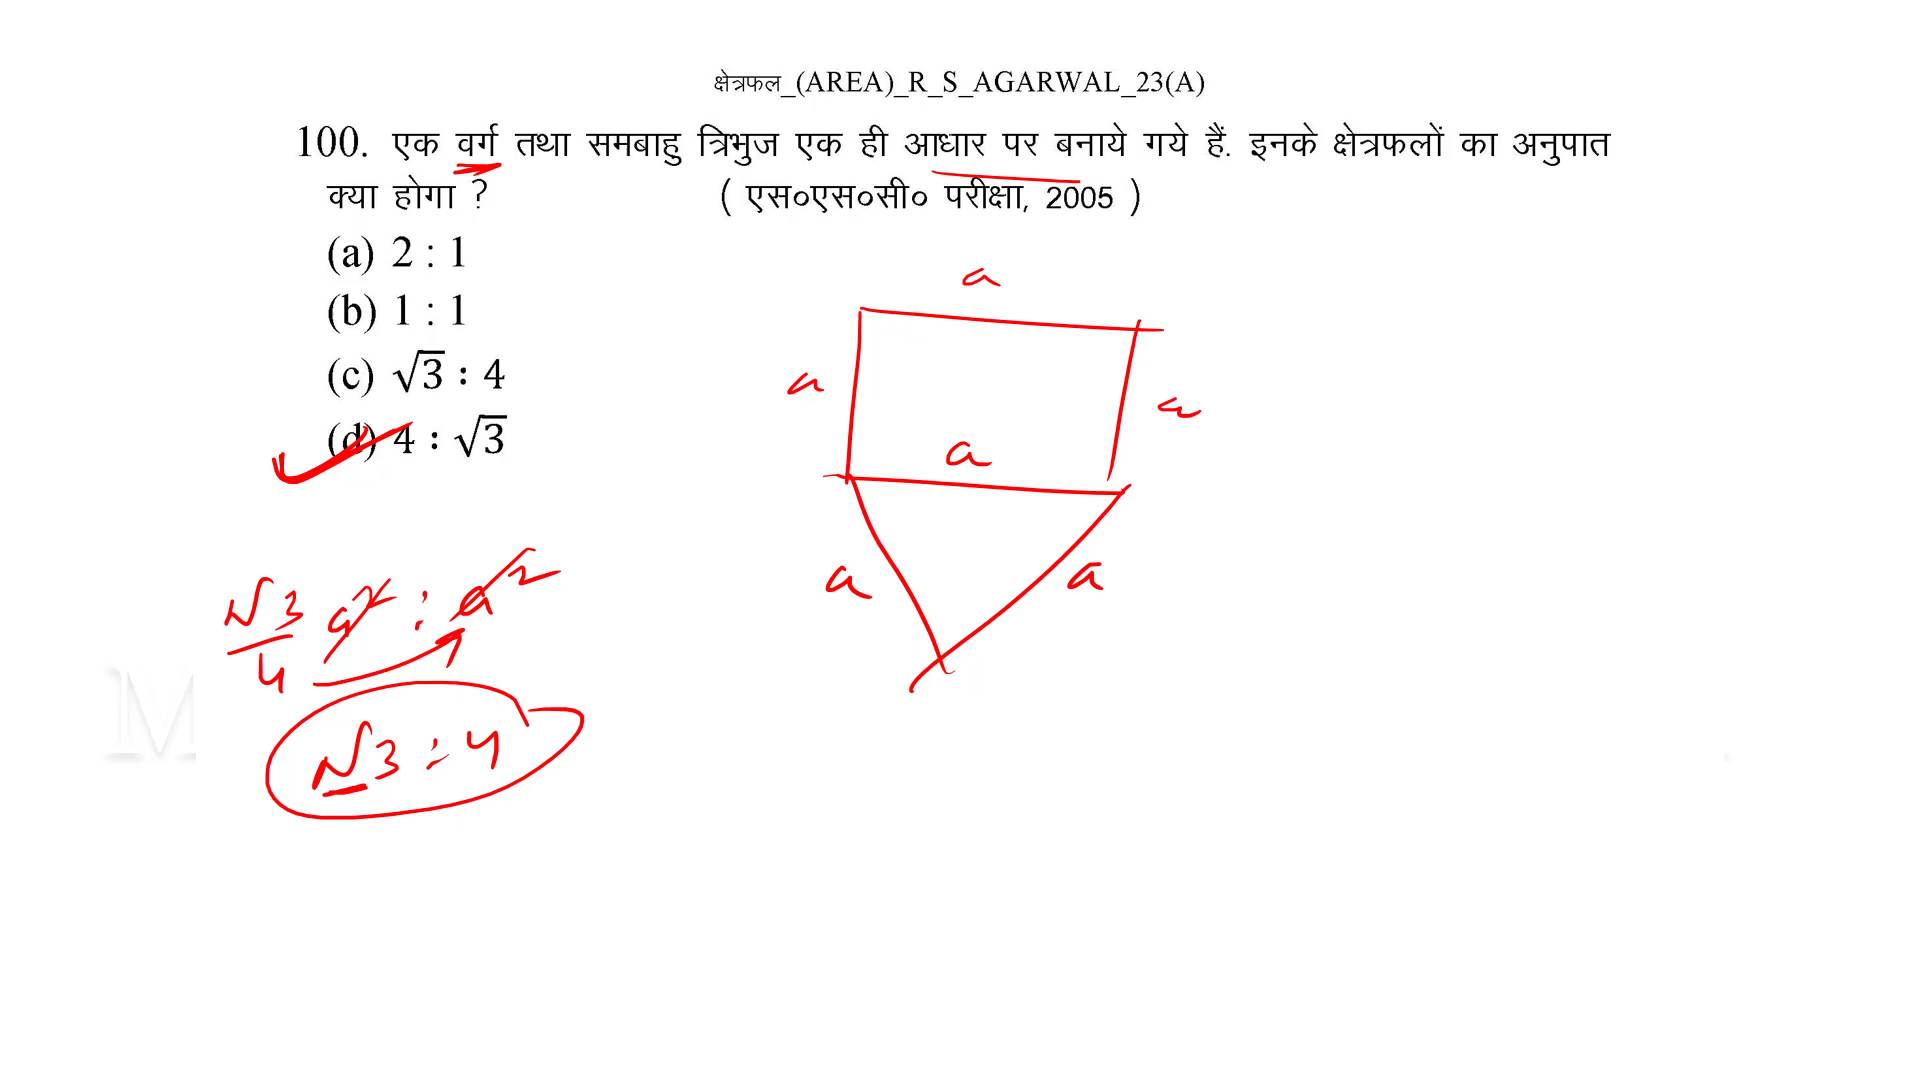 क्षेत्रफल_(AREA)_R_S_AGARWAL_23(A)
100. एक वर्ग तथा समबाहु त्रिभुज एक ही आधार पर बनाये गये हैं. इनके क्षेत्रफलों का अनुपात
क्या होगा ? ( एस०एस०सी० परीक्षा, 2005 )
(a) 2 : 1
(b) 1 : 1
(c) √3 : 4
(d) 4 : √3
a
a
a
a
a
a
√3/4 a² : a²
√3 : 4
M